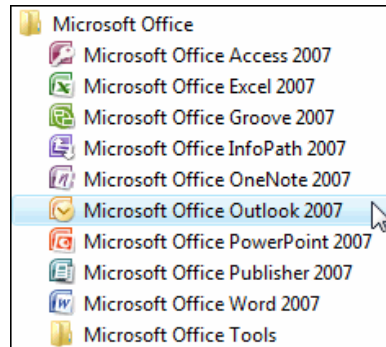 Microsoft Office
Microsoft Office Access 2007
Microsoft Office Excel 2007
Microsoft Office Groove 2007
Microsoft Office InfoPath 2007
Microsoft Office OneNote 2007
Microsoft Office Outlook 2007
Microsoft Office PowerPoint 2007
Microsoft Office Publisher 2007
Microsoft Office Word 2007
Microsoft Office Tools